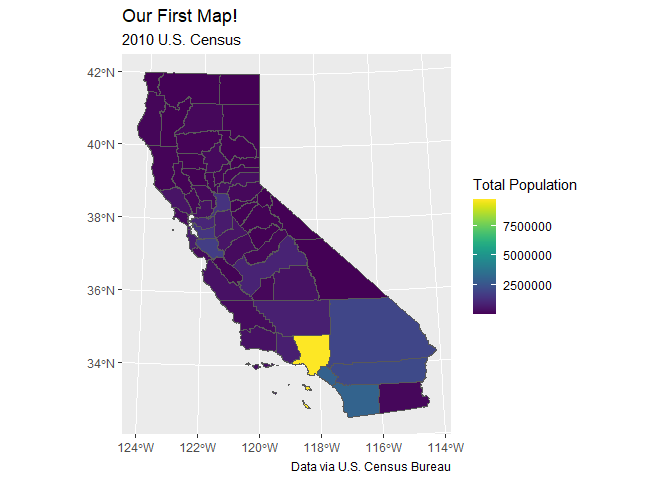 Our First Map!
2010 U.S. Census
42°N
40°N
38°N
36°N
34°N
124°W 122°W 120°W 118°W 116°W 114°W
Total Population
7500000
5000000
2500000
Data via U.S. Census Bureau